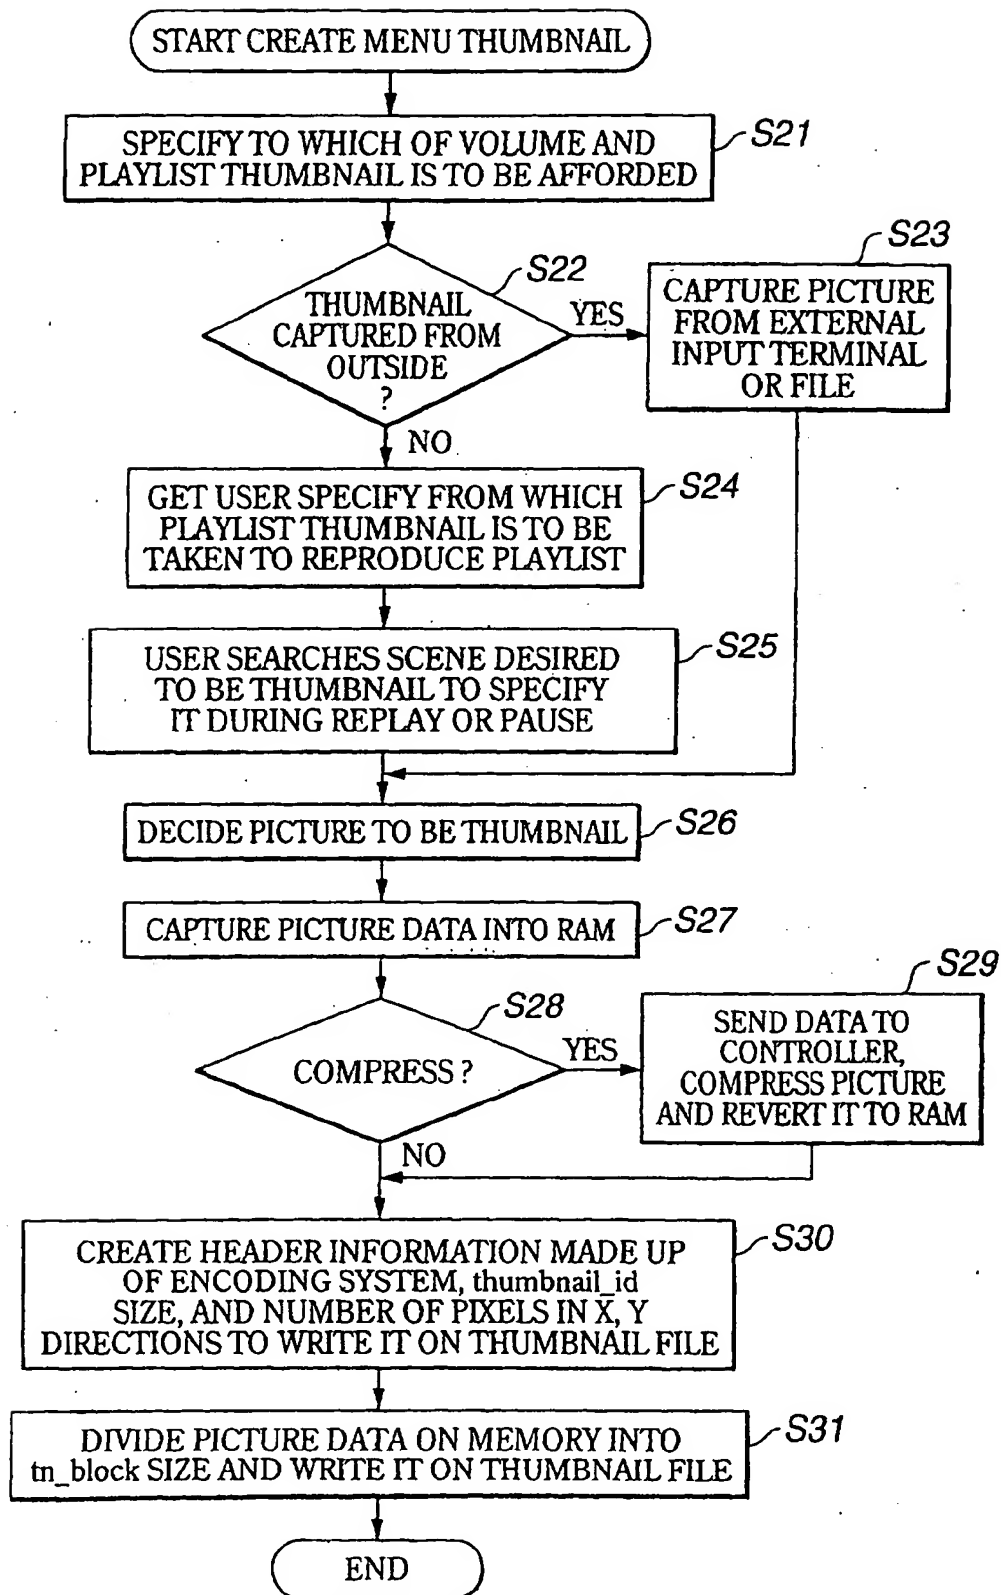 START CREATE MENU THUMBNAIL
S21
SPECIFY TO WHICH OF VOLUME AND
PLAYLIST THUMBNAIL IS TO BE AFFORDED
S22
THUMBNAIL
CAPTURED FROM
OUTSIDE
?
YES
S23
CAPTURE PICTURE
FROM EXTERNAL
INPUT TERMINAL
OR FILE
NO
S24
GET USER SPECIFY FROM WHICH
PLAYLIST THUMBNAIL IS TO BE
TAKEN TO REPRODUCE PLAYLIST
S25
USER SEARCHES SCENE DESIRED
TO BE THUMBNAIL TO SPECIFY
IT DURING REPLAY OR PAUSE
S26
DECIDE PICTURE TO BE THUMBNAIL
S27
CAPTURE PICTURE DATA INTO RAM
S28
COMPRESS ?
YES
S29
SEND DATA TO
CONTROLLER,
COMPRESS PICTURE
AND REVERT IT TO RAM
NO
S30
CREATE HEADER INFORMATION MADE UP
OF ENCODING SYSTEM, thumbnail_id
SIZE, AND NUMBER OF PIXELS IN X, Y
DIRECTIONS TO WRITE IT ON THUMBNAIL FILE
S31
DIVIDE PICTURE DATA ON MEMORY INTO
tn_block SIZE AND WRITE IT ON THUMBNAIL FILE
END